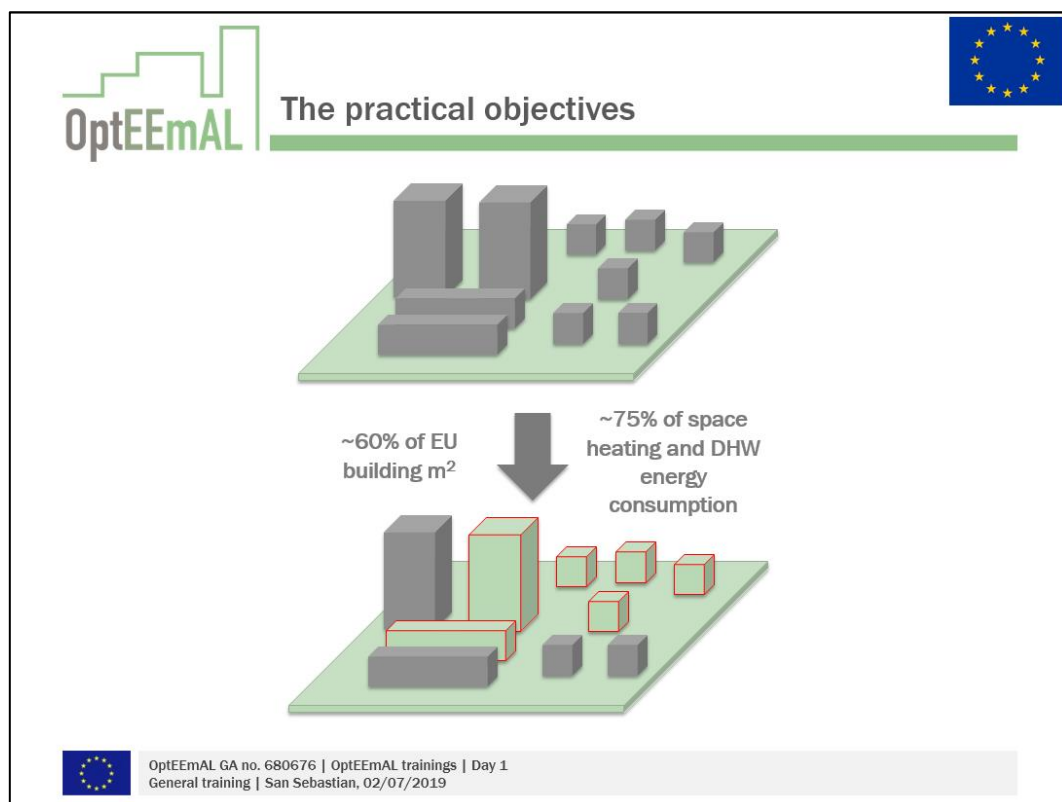 OptEEmAL
The practical objectives
~60% of EU
building m²
~75% of space
heating and DHW
energy
consumption
OptEEmAL GA no. 680676 | OptEEmAL trainings | Day 1
General training | San Sebastian, 02/07/2019